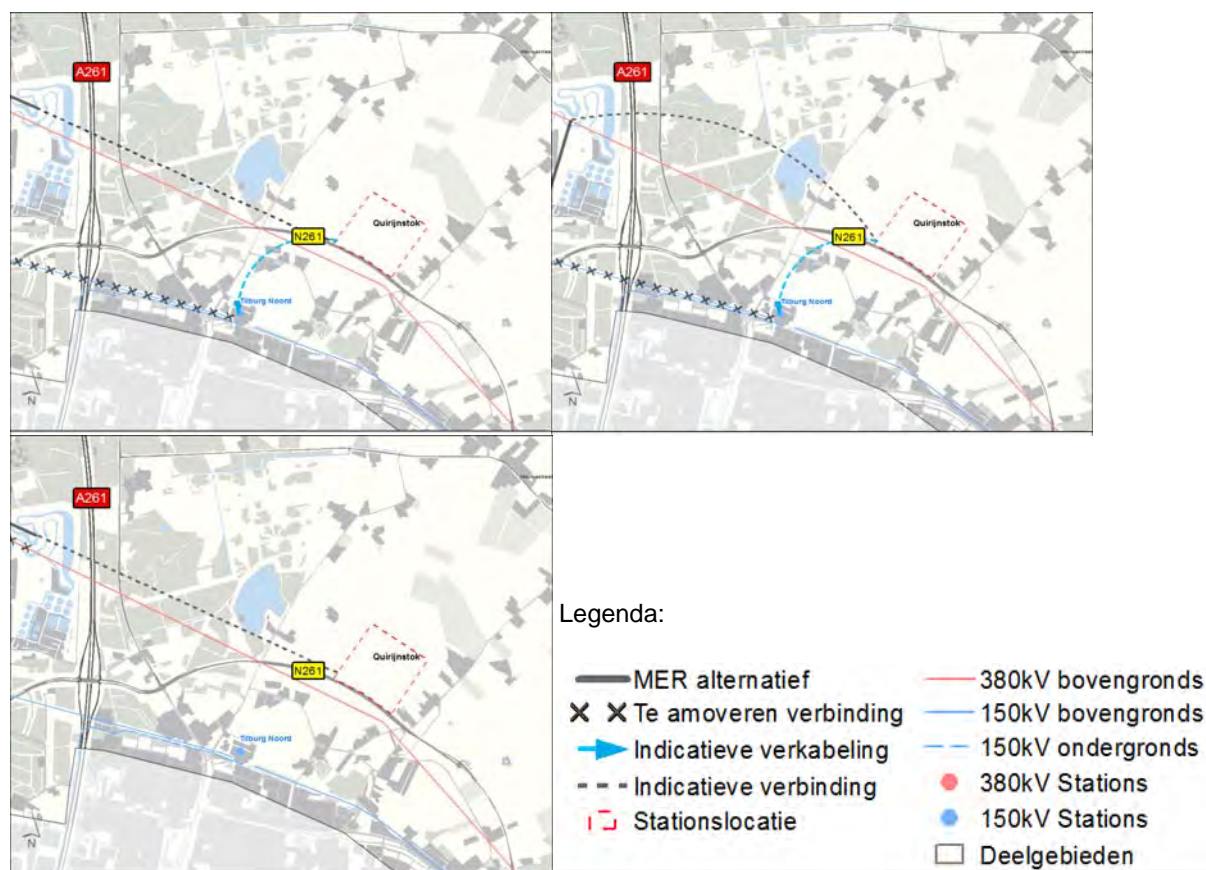 A261
A261
Quirijnstok
Quirijnstok
N261
N261
Tilburg Noord
Tilburg Noord
N
N
A261
Quirijnstok
N261
Tilburg Noord
N
Legenda:
MER alternatief
Te amoveren verbinding
Indicatieve verkabeling
Indicatieve verbinding
Stationslocatie
380kV bovengronds
150kV bovengronds
150kV ondergronds
380kV Stations
150kV Stations
Deelgebieden